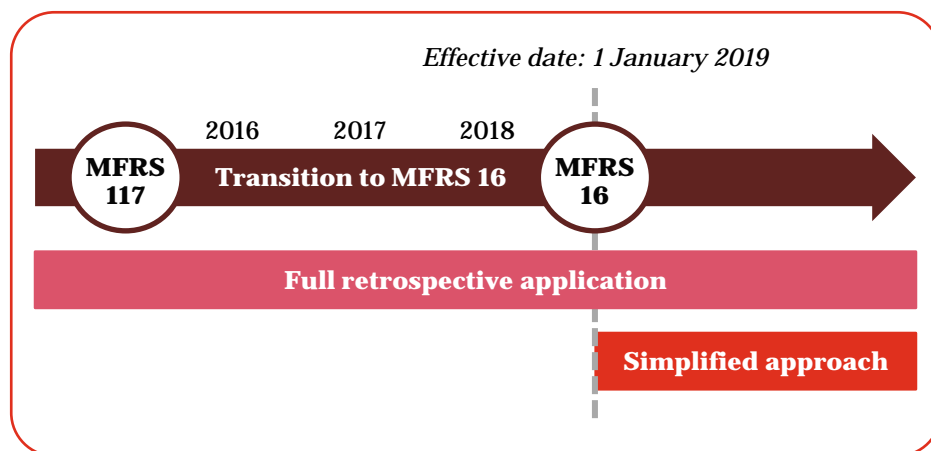 Effective date: 1 January 2019
2016 2017 2018
MFRS
117
Transition to MFRS 16
MFRS
16
Full retrospective application
Simplified approach